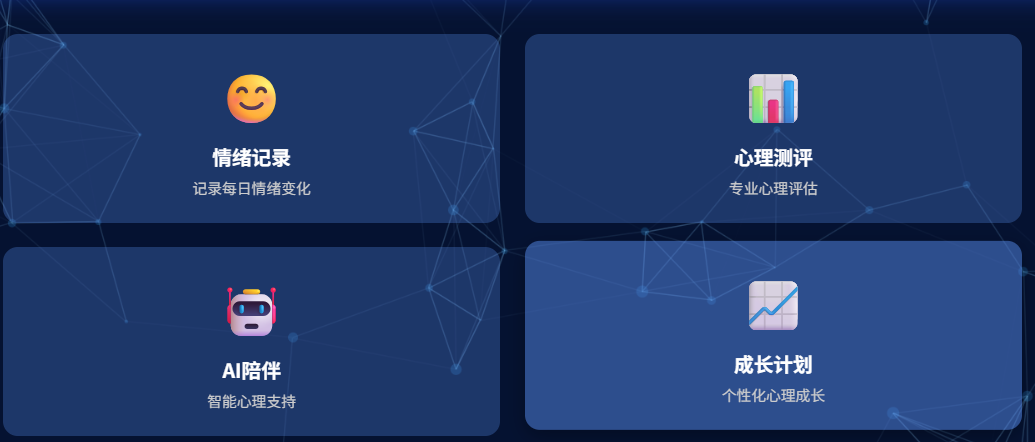 情绪记录
记录每日情绪变化
心理测评
专业心理评估
AI陪伴
智能心理支持
成长计划
个性化心理成长